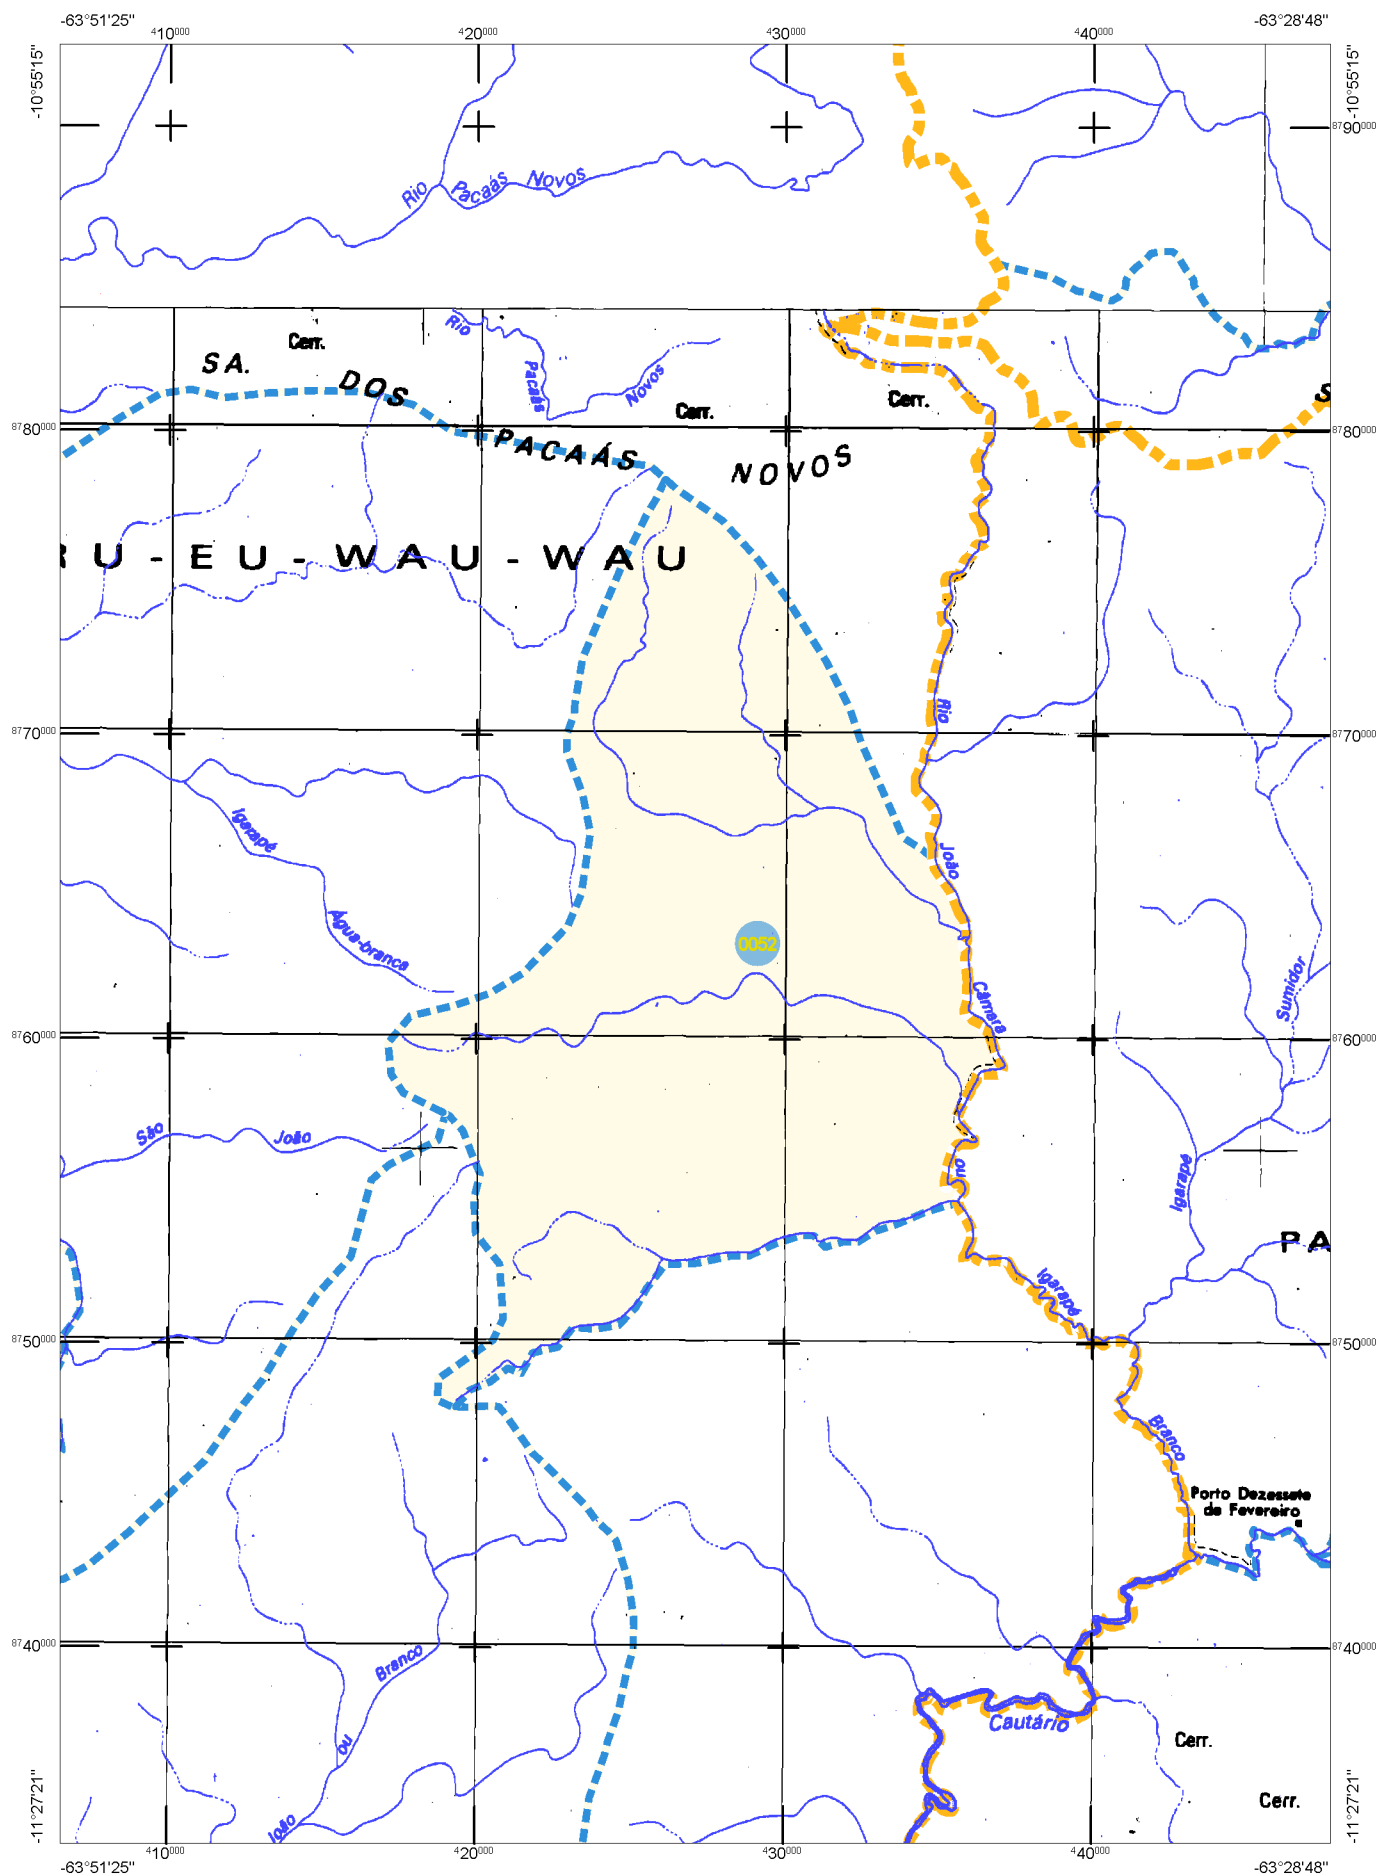 -63°51'25"
-63°28'48"
410000
420000
430000
440000
-10°55'15"
-10°55'15"
8790000
Rio Pacaás Novos
Cerr.
Rio
SA. DOS PACAÁS NOVOS
Pacaás
Novos
Cerr.
Cerr.
S
8780000
8780000
RU-EU-WAU-WAU
Rio
8770000
8770000
Igarapé
João
Água-branca
0052
Câmara
Sumidor
8760000
8760000
São João
ou
Igarapé
PA
Igarapé
8750000
8750000
Branco
Porto Dezessete
de Fevereiro
8740000
8740000
Branco
Cautário
ou
Cerr.
Cerr.
João
-11°27'21"
-11°27'21"
410000
420000
430000
440000
-63°51'25"
-63°28'48"